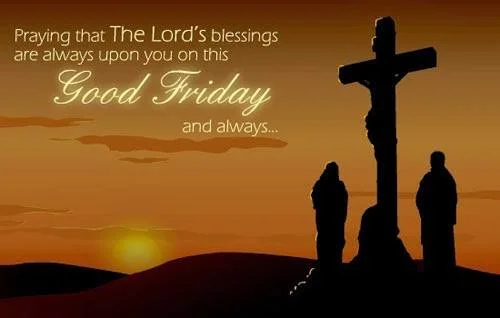 Praying that The Lord's blessings
are always upon you on this
Good Friday
and always...